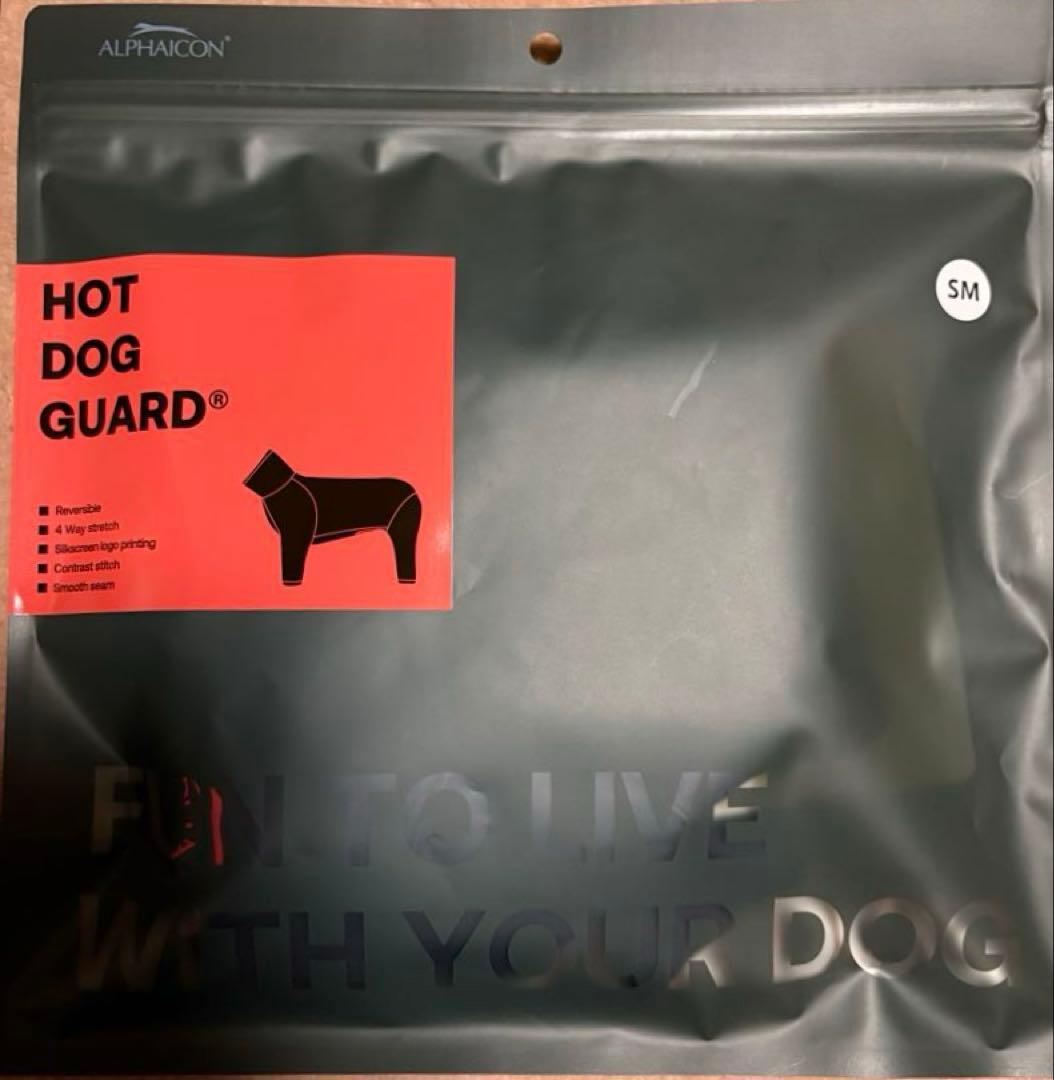 ALPHAICON®
HOT
DOG
GUARD®
SM
Reversible
4 Way stretch
Silkscreen logo printing
Contrast stitch
Smooth seam
FUN TO LIVE
WITH YOUR DOG